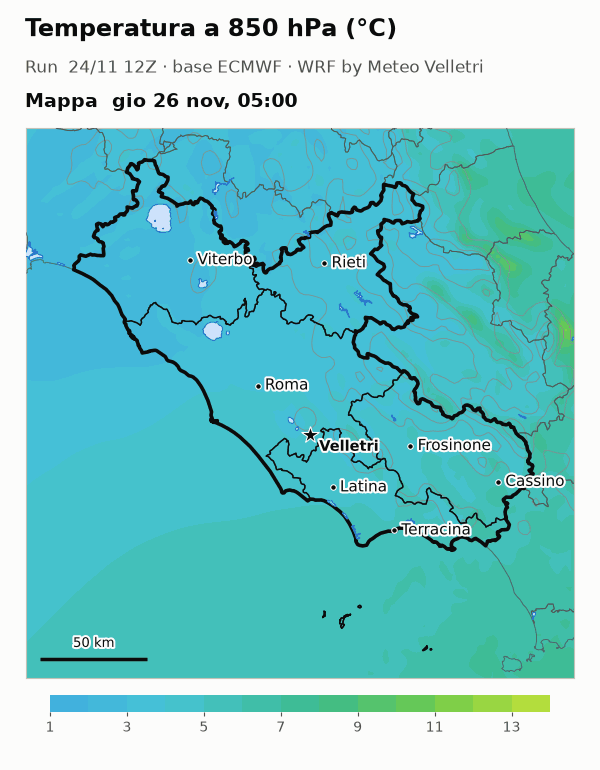 Temperatura a 850 hPa (°C)
Run  24/11 12Z · base ECMWF · WRF by Meteo Velletri
Mappa  gio 26 nov, 05:00
Viterbo
Rieti
Roma
Velletri
Frosinone
Cassino
Latina
Terracina
50 km
1 3 5 7 9 11 13